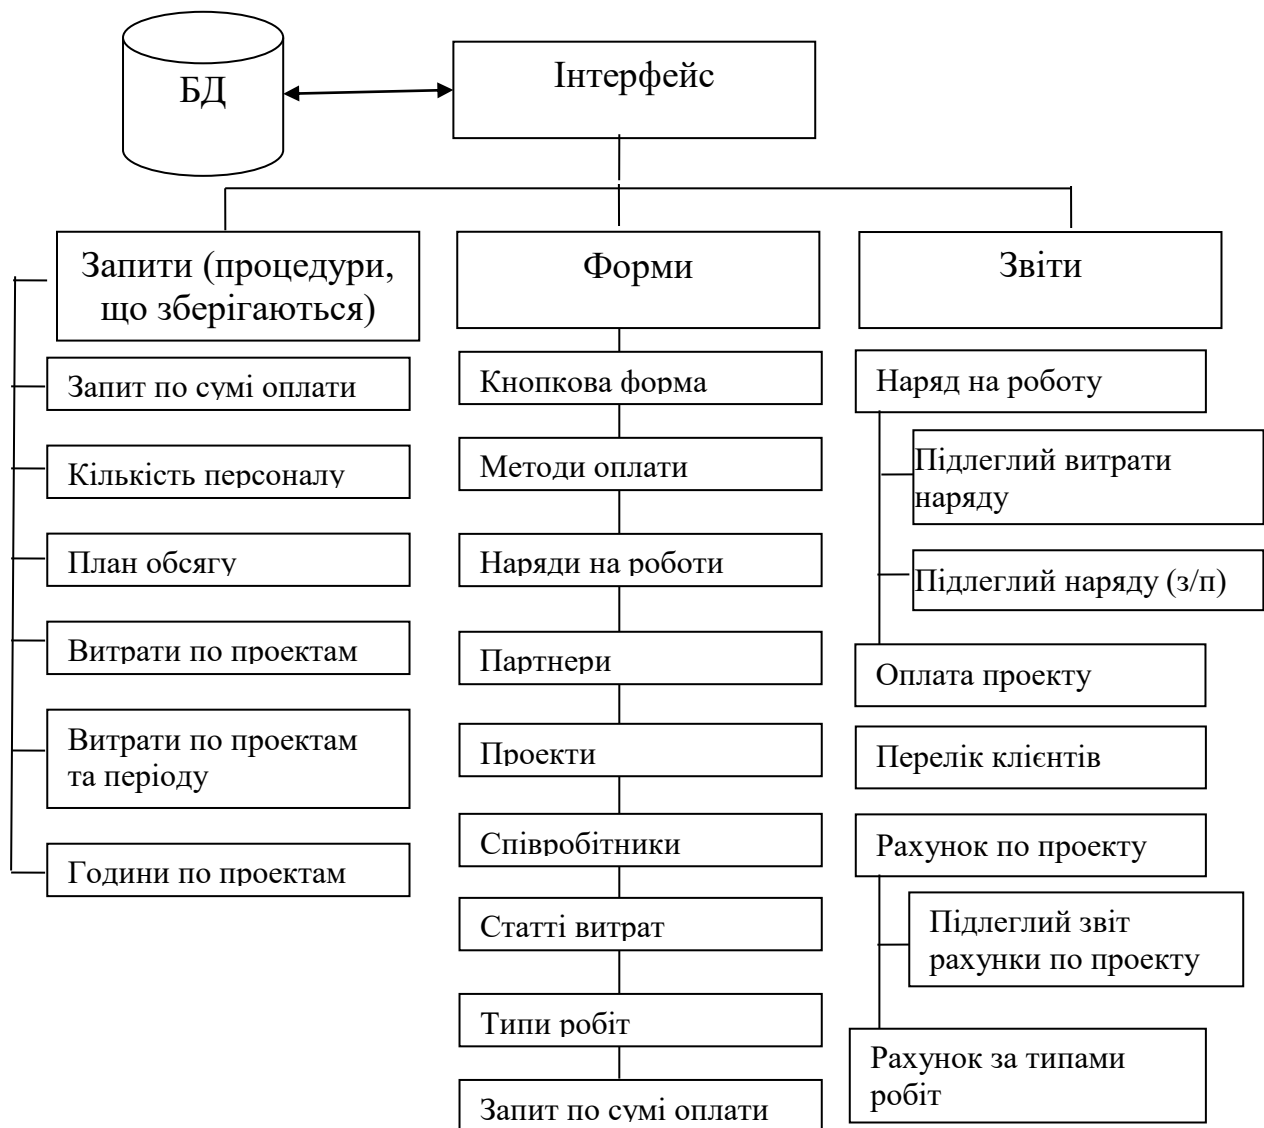 БД
Інтерфейс
Запити (процедури,
що зберігаються)
Запит по сумі оплати
Кількість персоналу
План обсягу
Витрати по проектам
Витрати по проектам
та періоду
Години по проектам
Форми
Кнопкова форма
Методи оплати
Наряди на роботи
Партнери
Проекти
Співробітники
Статті витрат
Типи робіт
Запит по сумі оплати
Звіти
Наряд на роботу
Підлеглий витрати
наряду
Підлеглий наряду (з/п)
Оплата проекту
Перелік клієнтів
Рахунок по проекту
Підлеглий звіт
рахунки по проекту
Рахунок за типами
робіт